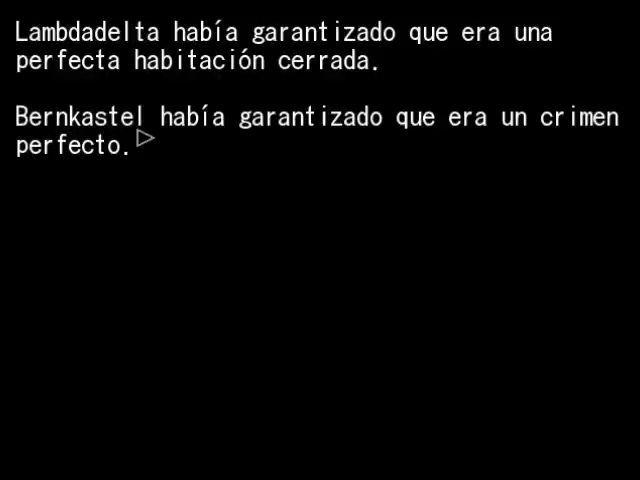 Lambdadelta había garantizado que era una
perfecta habitación cerrada.
Bernkastel había garantizado que era un crimen
perfecto.